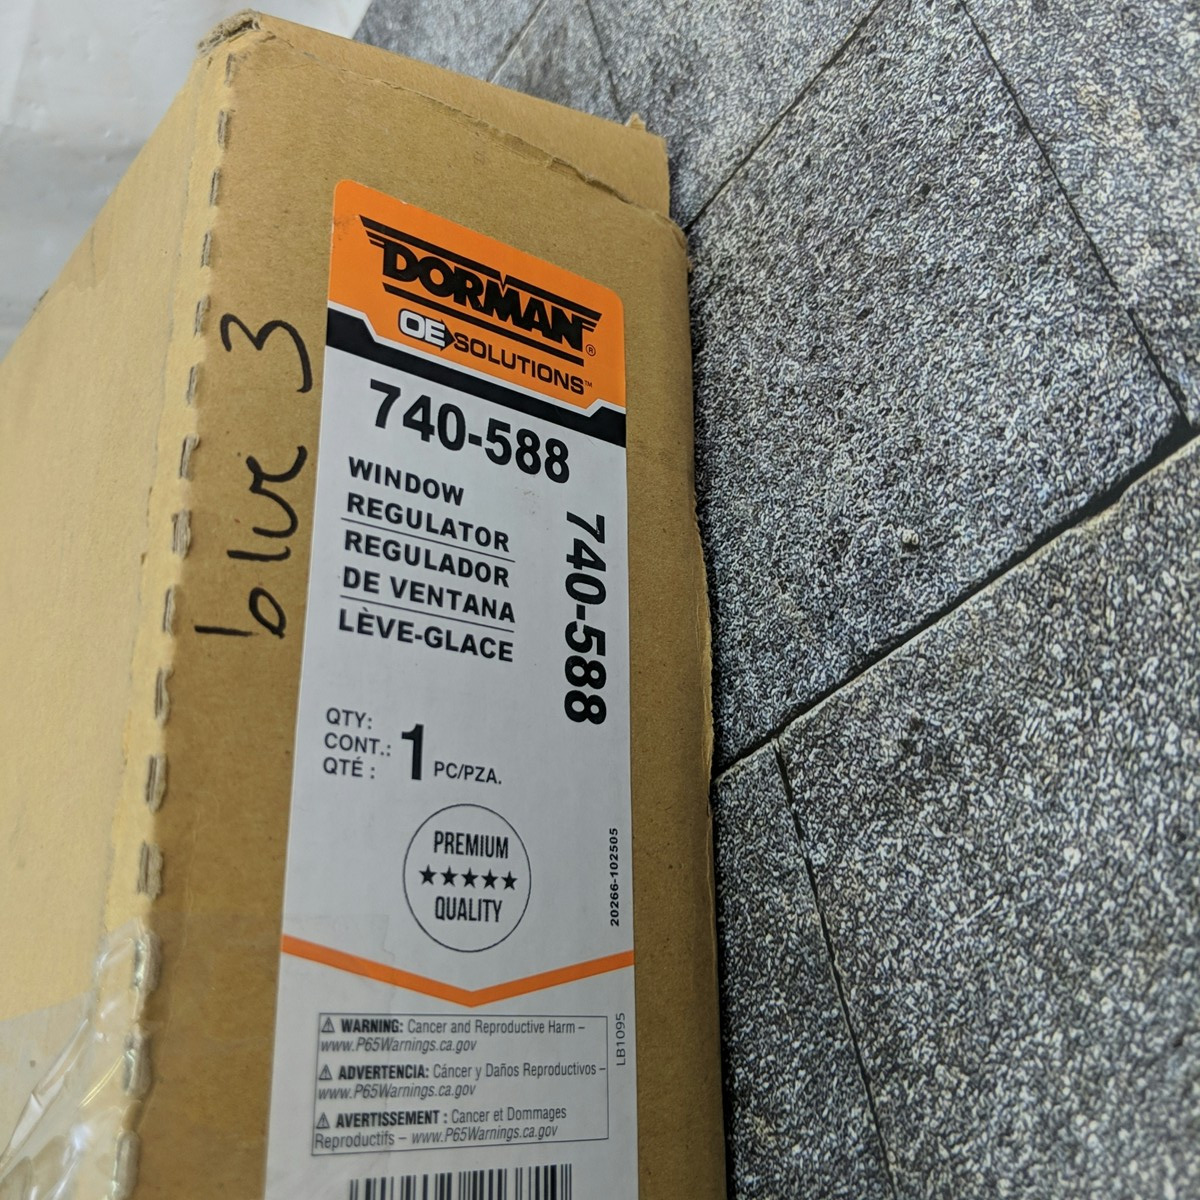 DORMAN®
OE SOLUTIONS™
740-588
WINDOW
REGULATOR
REGULADOR
DE VENTANA
LÈVE-GLACE
740-588
QTY:
CONT.:
QTÉ :
1 PC/PZA.
PREMIUM
★★★★★
QUALITY
20266-102505
⚠ WARNING: Cancer and Reproductive Harm –
www.P65Warnings.ca.gov
⚠ ADVERTENCIA: Cáncer y Daños Reproductivos –
www.P65Warnings.ca.gov
⚠ AVERTISSEMENT : Cancer et Dommages
Reproductifs – www.P65Warnings.ca.gov
LB1095
blue 3